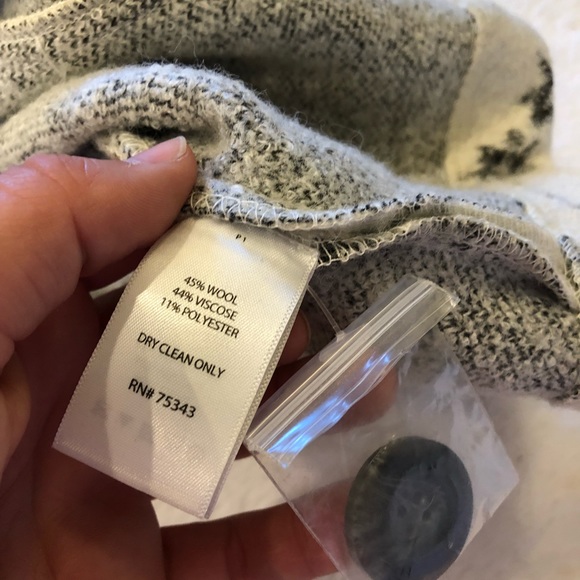 P1
45% WOOL
44% VISCOSE
11% POLYESTER
DRY CLEAN ONLY
RN# 75343